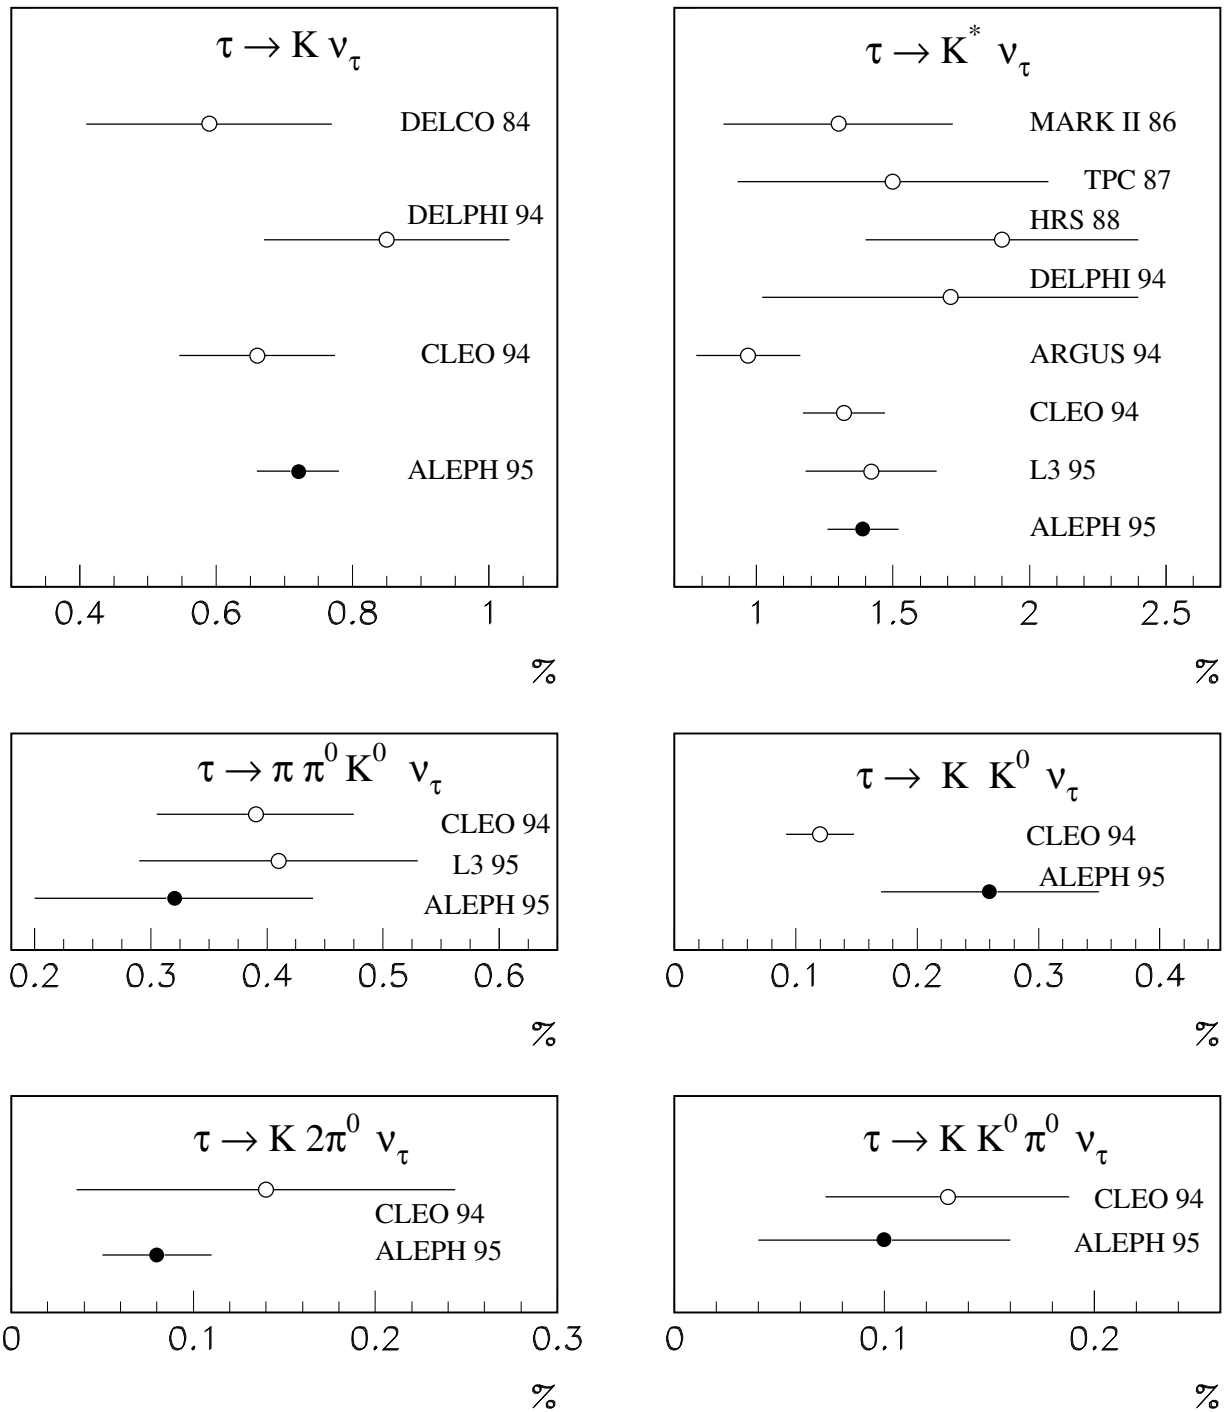 τ → K ν_τ
DELCO 84
DELPHI 94
CLEO 94
ALEPH 95
0.4 0.6 0.8 1
%
τ → K^* ν_τ
MARK II 86
TPC 87
HRS 88
DELPHI 94
ARGUS 94
CLEO 94
L3 95
ALEPH 95
1 1.5 2 2.5
%
τ → π π^0 K^0 ν_τ
CLEO 94
L3 95
ALEPH 95
0.2 0.3 0.4 0.5 0.6
%
τ → K K^0 ν_τ
CLEO 94
ALEPH 95
0 0.1 0.2 0.3 0.4
%
τ → K 2π^0 ν_τ
CLEO 94
ALEPH 95
0 0.1 0.2 0.3
%
τ → K K^0 π^0 ν_τ
CLEO 94
ALEPH 95
0 0.1 0.2
%